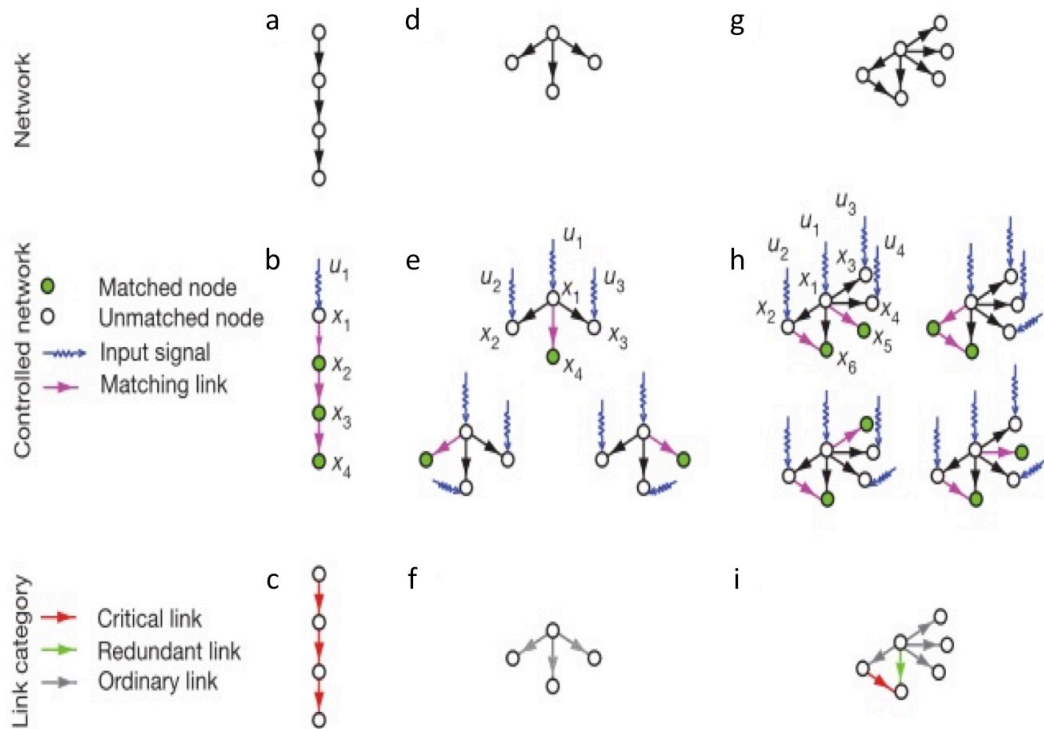 a
d
g
Network
b
u1
x1
x2
x3
x4
e
u1
u2
u3
x1
x2
x3
x4
h
u3
u1
u4
u2
x3
x1
x4
x2
x5
x6
Controlled network
Matched node
Unmatched node
Input signal
Matching link
c
f
i
Link category
Critical link
Redundant link
Ordinary link